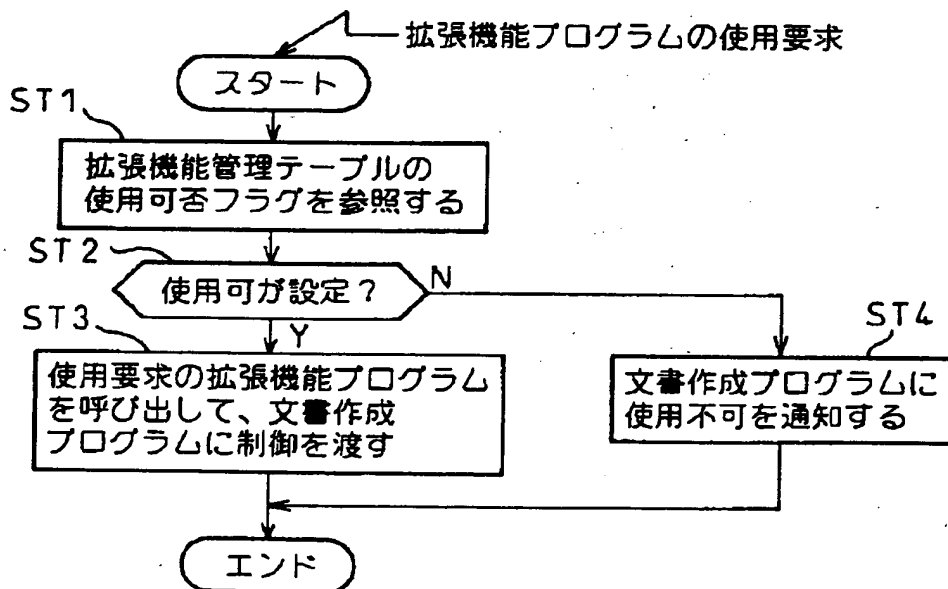 拡張機能プログラムの使用要求
スタート
ST1
拡張機能管理テーブルの
使用可否フラグを参照する
ST2
使用可が設定?
N
Y
ST3
使用要求の拡張機能プログラム
を呼び出して、文書作成
プログラムに制御を渡す
ST4
文書作成プログラムに
使用不可を通知する
エンド